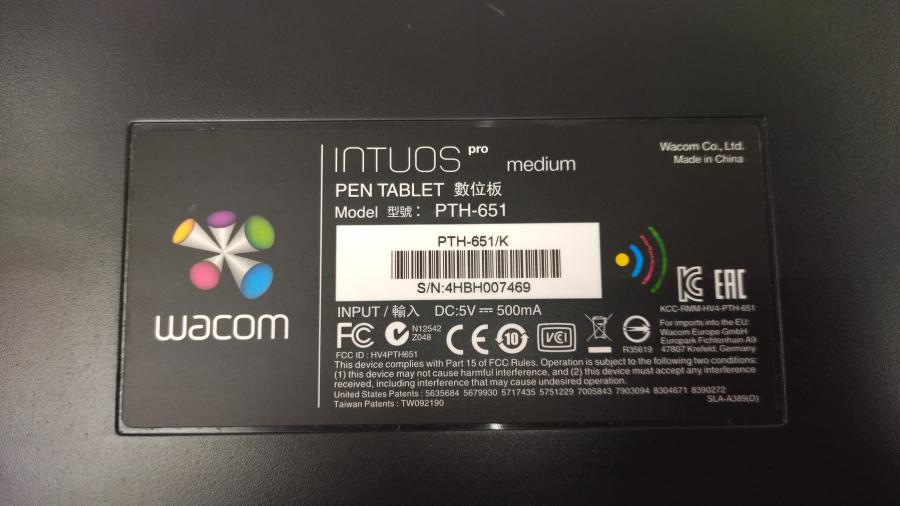 INTUOS pro medium
PEN TABLET 數位板
Model 型號： PTH-651
Wacom Co., Ltd.
Made in China
PTH-651/K
S/N:4HBH007469
wacom
INPUT / 輸入 DC:5V 500mA
FC N12542
Z048
CE 10 VCI
R35619
EAC
KCC-RMM-HV4-PTH-651
For imports into the EU:
Wacom Europe GmbH
Europark Fichtenhain A9
47807 Krefeld, Germany
FCC ID : HV4PTH651
This device complies with Part 15 of FCC Rules. Operation is subject to the following two conditions:
(1) this device may not cause harmful interference, and (2) this device must accept any interference
received, including interference that may cause undesired operation.
United States Patents : 5635684 5679930 5717435 5751229 7005843 7903094 8304671 8390272
Taiwan Patents : TW092190
SLA-A389(D)